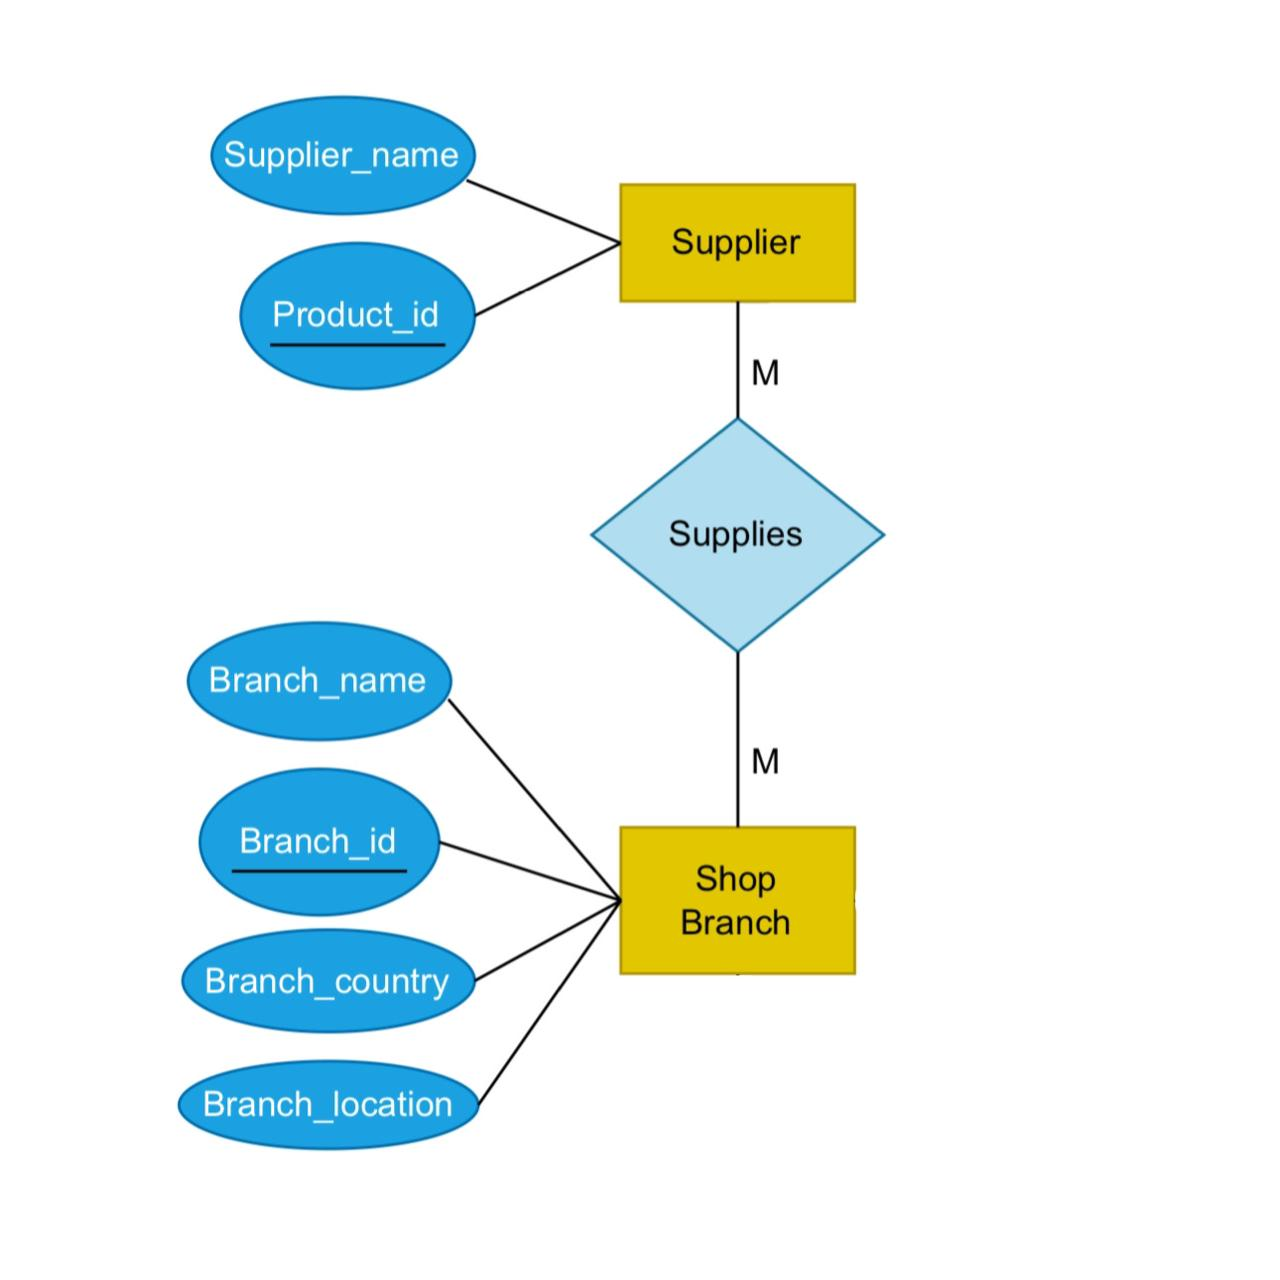 Supplier_name
Supplier
Product_id
M
Supplies
Branch_name
M
Branch_id
Shop
Branch
Branch_country
Branch_location